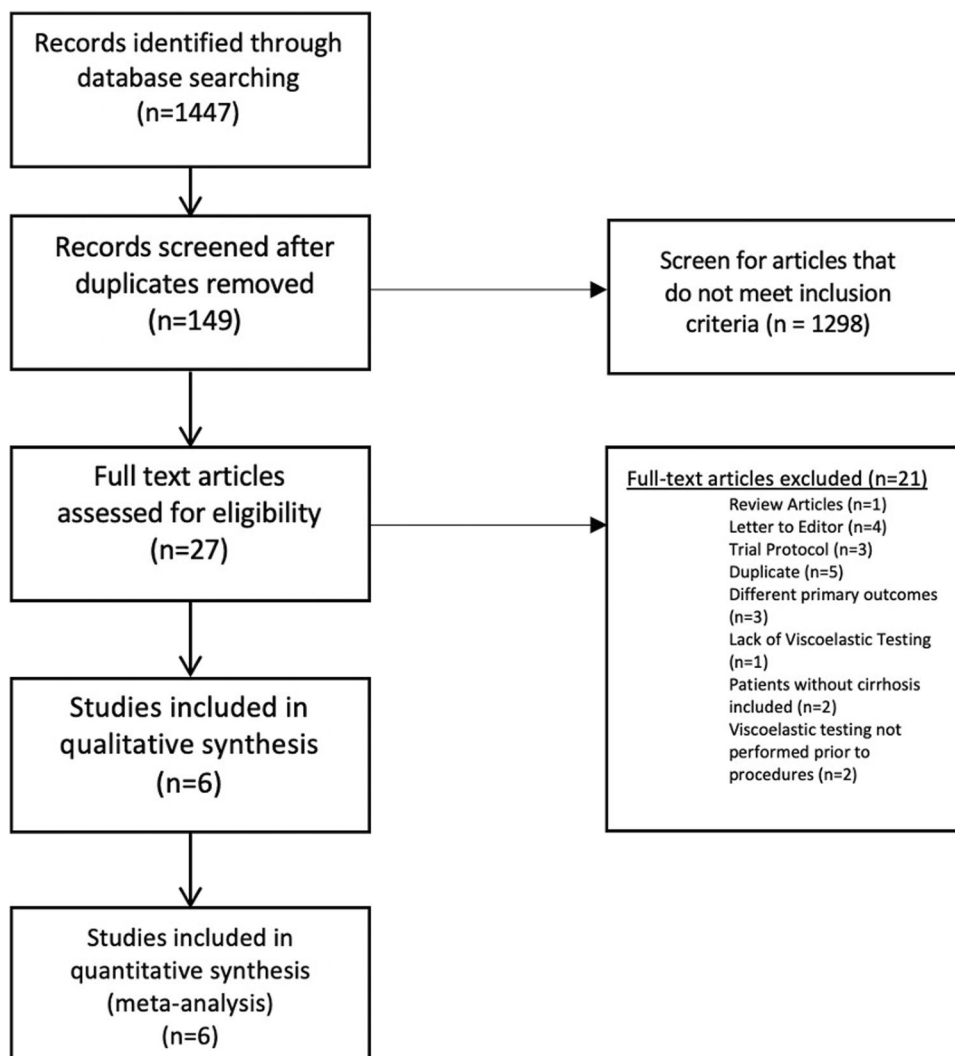 Records identified through
database searching
(n=1447)
Records screened after
duplicates removed
(n=149)
Screen for articles that
do not meet inclusion
criteria (n = 1298)
Full text articles
assessed for eligibility
(n=27)
Full-text articles excluded (n=21)
Review Articles (n=1)
Letter to Editor (n=4)
Trial Protocol (n=3)
Duplicate (n=5)
Different primary outcomes
(n=3)
Lack of Viscoelastic Testing
(n=1)
Patients without cirrhosis
included (n=2)
Viscoelastic testing not
performed prior to
procedures (n=2)
Studies included in
qualitative synthesis
(n=6)
Studies included in
quantitative synthesis
(meta-analysis)
(n=6)